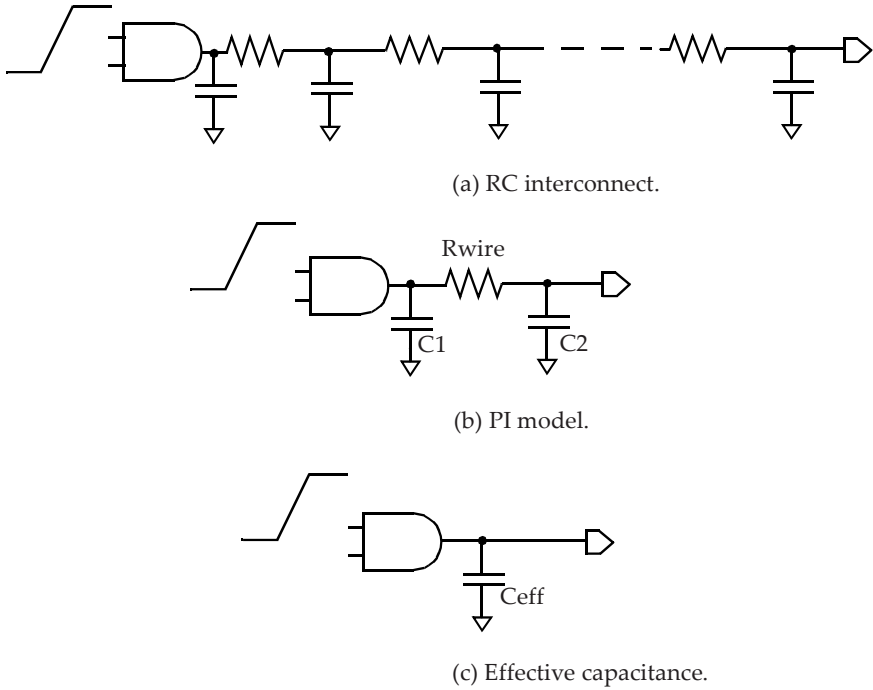 (a) RC interconnect.
Rwire
C1
C2
(b) PI model.
Ceff
(c) Effective capacitance.